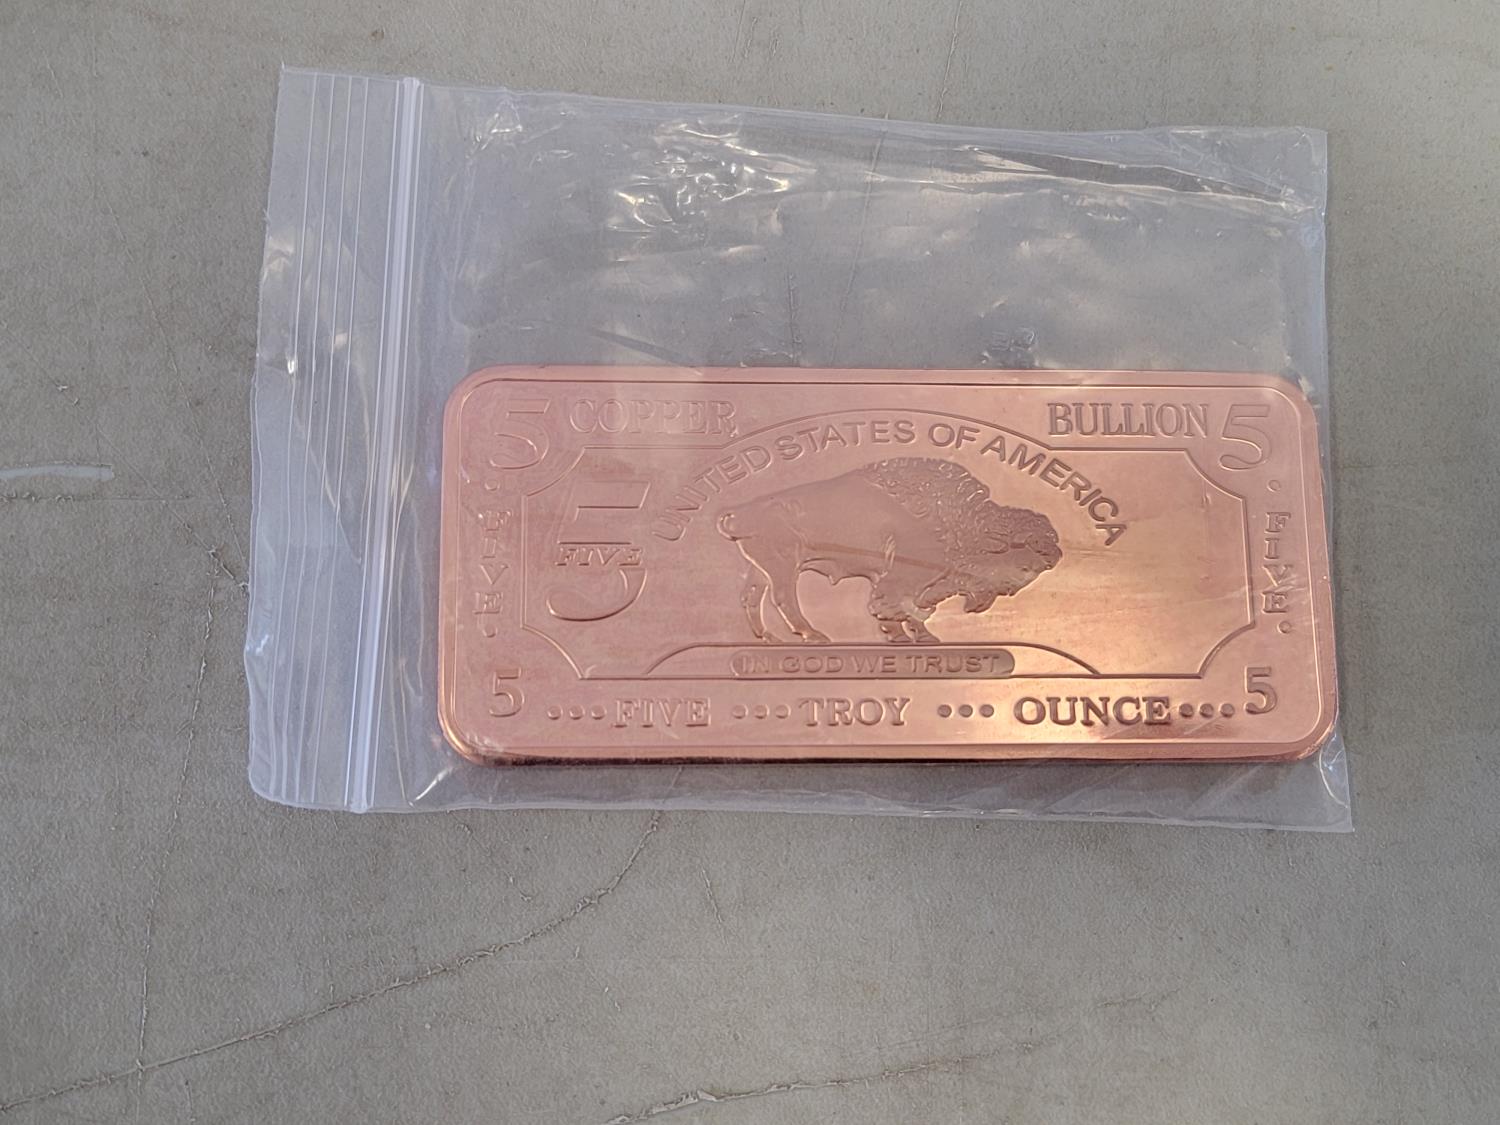 5 COPPER BULLION 5
UNITED STATES OF AMERICA
5
FIVE
FIVE
FIVE
IN GOD WE TRUST
5 •••FIVE •••TROY ••• OUNCE•••5